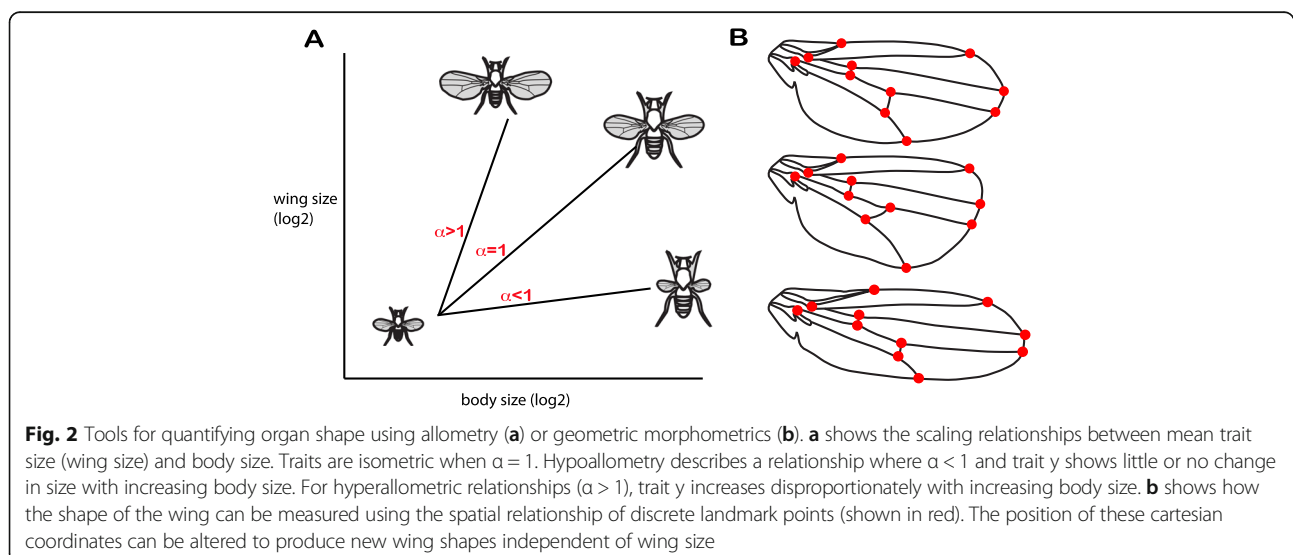 A
B
wing size
(log2)
α>1
α=1
α<1
body size (log2)
Fig. 2 Tools for quantifying organ shape using allometry (a) or geometric morphometrics (b). a shows the scaling relationships between mean trait
size (wing size) and body size. Traits are isometric when α = 1. Hypoallometry describes a relationship where α < 1 and trait y shows little or no change
in size with increasing body size. For hyperallometric relationships (α > 1), trait y increases disproportionately with increasing body size. b shows how
the shape of the wing can be measured using the spatial relationship of discrete landmark points (shown in red). The position of these cartesian
coordinates can be altered to produce new wing shapes independent of wing size